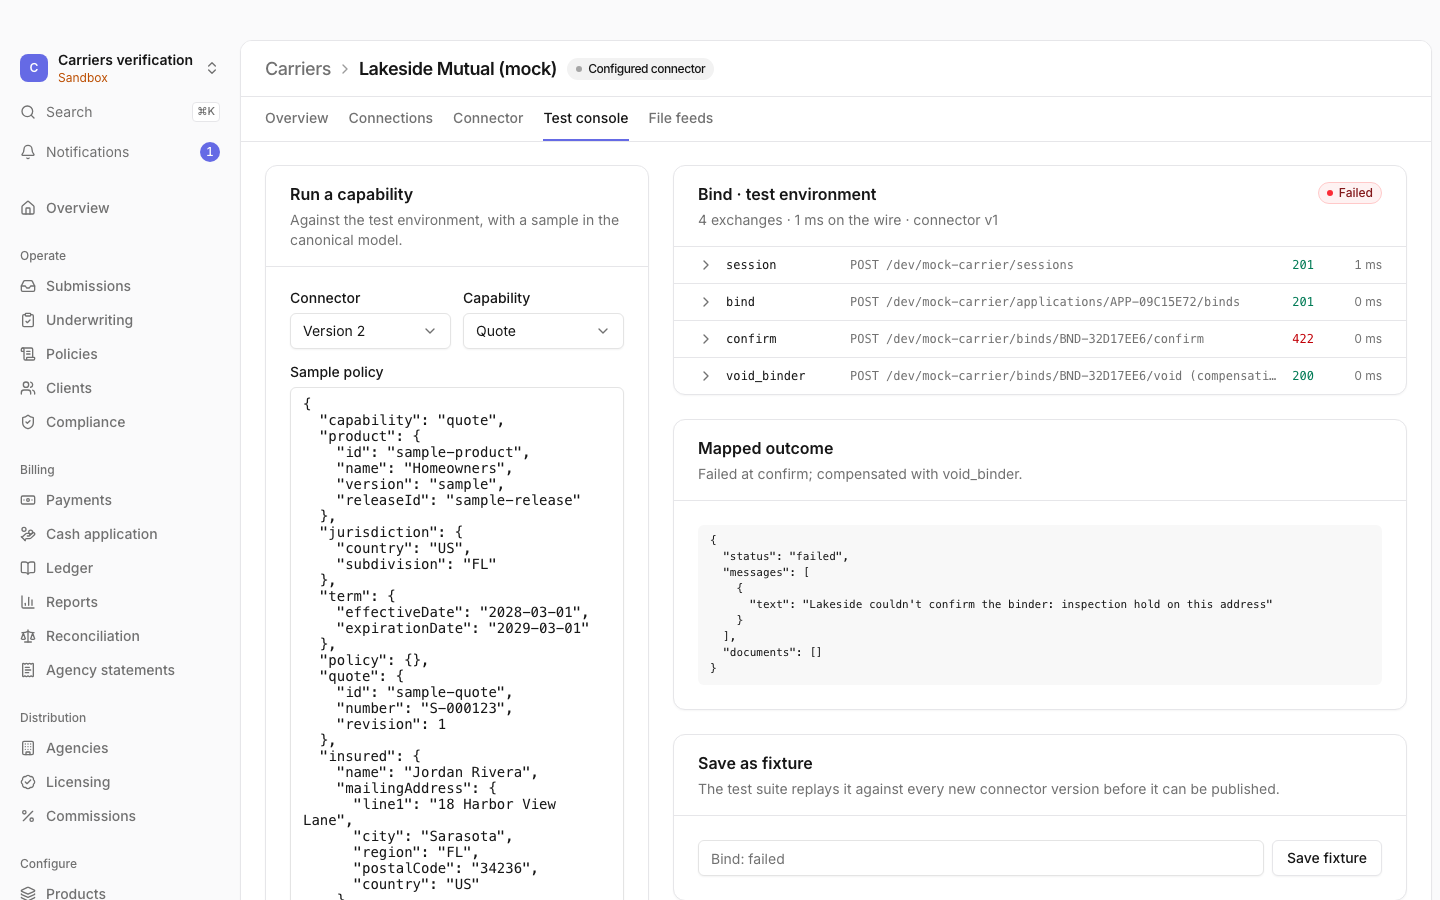 C
Carriers verification
Sandbox
Search
⌘K
Notifications
1
Overview
Operate
Submissions
Underwriting
Policies
Clients
Compliance
Billing
Payments
Cash application
Ledger
Reports
Reconciliation
Agency statements
Distribution
Agencies
Licensing
Commissions
Configure
Products
Carriers > Lakeside Mutual (mock)
Configured connector
Overview
Connections
Connector
Test console
File feeds
Run a capability
Against the test environment, with a sample in the
canonical model.
Connector
Capability
Version 2
Quote
Sample policy
{
"capability": "quote",
"product": {
"id": "sample-product",
"name": "Homeowners",
"version": "sample",
"releaseId": "sample-release"
},
"jurisdiction": {
"country": "US",
"subdivision": "FL"
},
"term": {
"effectiveDate": "2028-03-01",
"expirationDate": "2029-03-01"
},
"policy": {},
"quote": {
"id": "sample-quote",
"number": "S-000123",
"revision": 1
},
"insured": {
"name": "Jordan Rivera",
"mailingAddress": {
"line1": "18 Harbor View
Lane",
"city": "Sarasota",
"region": "FL",
"postalCode": "34236",
"country": "US"
}
Bind · test environment
Failed
4 exchanges · 1 ms on the wire · connector v1
session POST /dev/mock-carrier/sessions 201 1 ms
bind POST /dev/mock-carrier/applications/APP-09C15E72/binds 201 0 ms
confirm POST /dev/mock-carrier/binds/BND-32D17EE6/confirm 422 0 ms
void_binder POST /dev/mock-carrier/binds/BND-32D17EE6/void (compensati… 200 0 ms
Mapped outcome
Failed at confirm; compensated with void_binder.
{
"status": "failed",
"messages": [
{
"text": "Lakeside couldn't confirm the binder: inspection hold on this address"
}
],
"documents": []
}
Save as fixture
The test suite replays it against every new connector version before it can be published.
Bind: failed
Save fixture